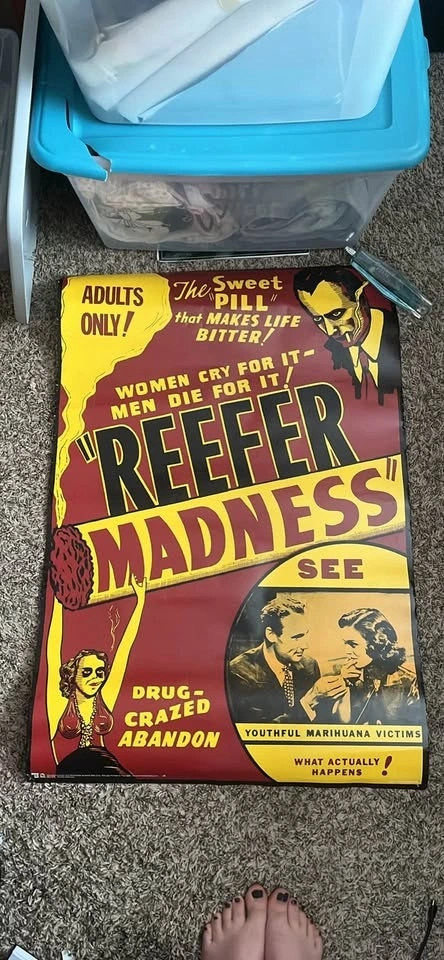 ADULTS
ONLY!
The Sweet
"PILL"
that MAKES LIFE
BITTER!
WOMEN CRY FOR IT–
MEN DIE FOR IT!
"REEFER
MADNESS"
SEE
DRUG–
CRAZED
ABANDON
YOUTHFUL MARIHUANA VICTIMS
WHAT ACTUALLY
HAPPENS!